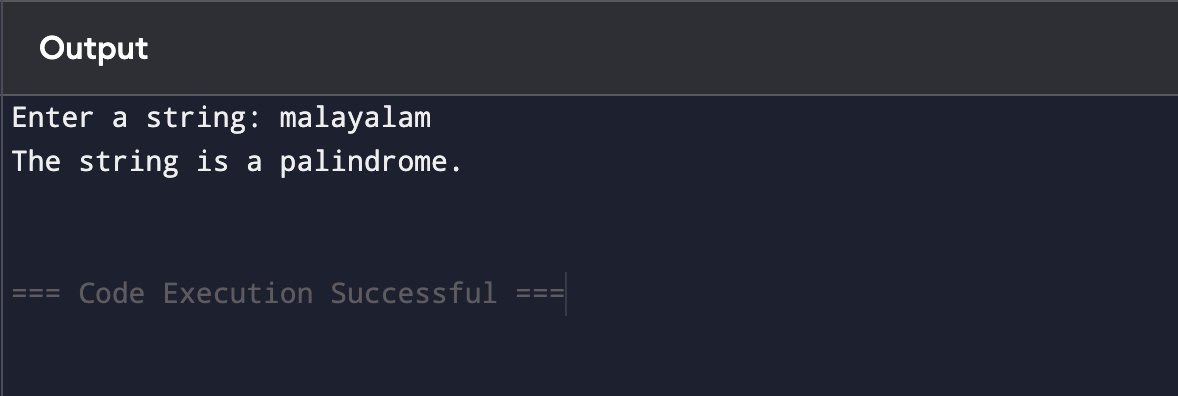 Output
Enter a string: malayalam
The string is a palindrome.
=== Code Execution Successful ===